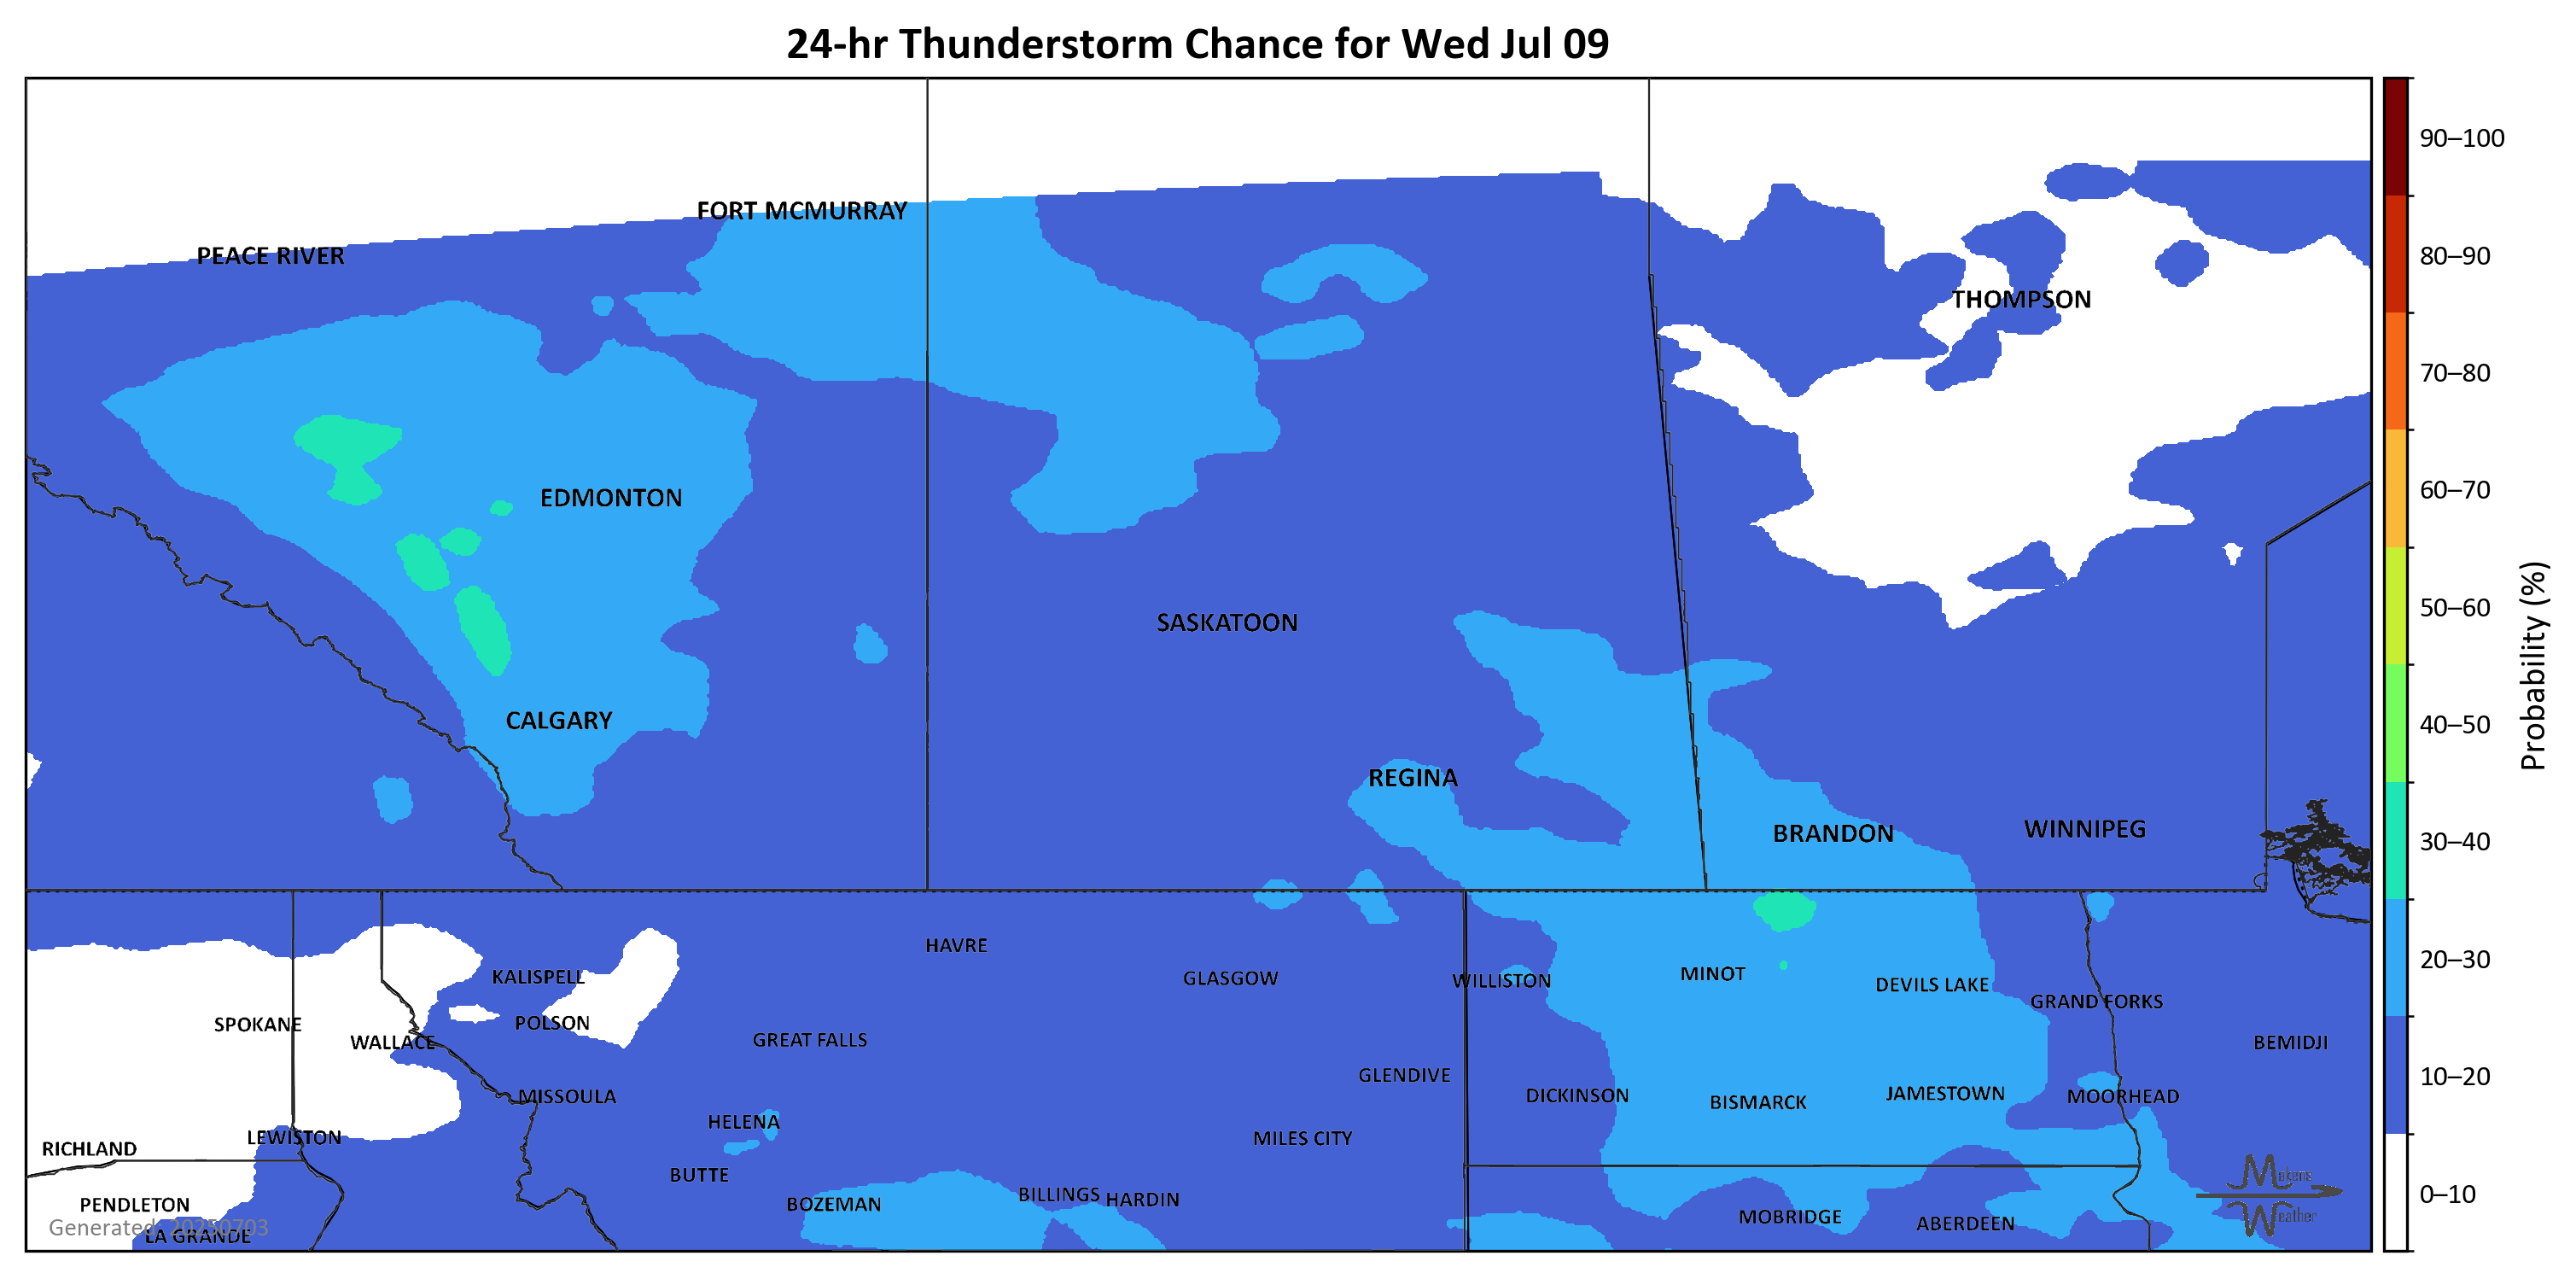 24-hr Thunderstorm Chance for Wed Jul 09
90–100
80–90
70–80
60–70
50–60
40–50
30–40
20–30
10–20
0–10
Probability (%)
FORT MCMURRAY
PEACE RIVER
THOMPSON
EDMONTON
SASKATOON
CALGARY
REGINA
BRANDON
WINNIPEG
HAVRE
KALISPELL
GLASGOW
WILLISTON
MINOT
DEVILS LAKE
GRAND FORKS
SPOKANE
POLSON
WALLACE
GREAT FALLS
BEMIDJI
GLENDIVE
MISSOULA
DICKINSON
BISMARCK
JAMESTOWN
MOORHEAD
HELENA
LEWISTON
MILES CITY
RICHLAND
BUTTE
PENDLETON
BOZEMAN
BILLINGS
HARDIN
MOBRIDGE
ABERDEEN
Generated: 20250703
LA GRANDE
Makens
Weather